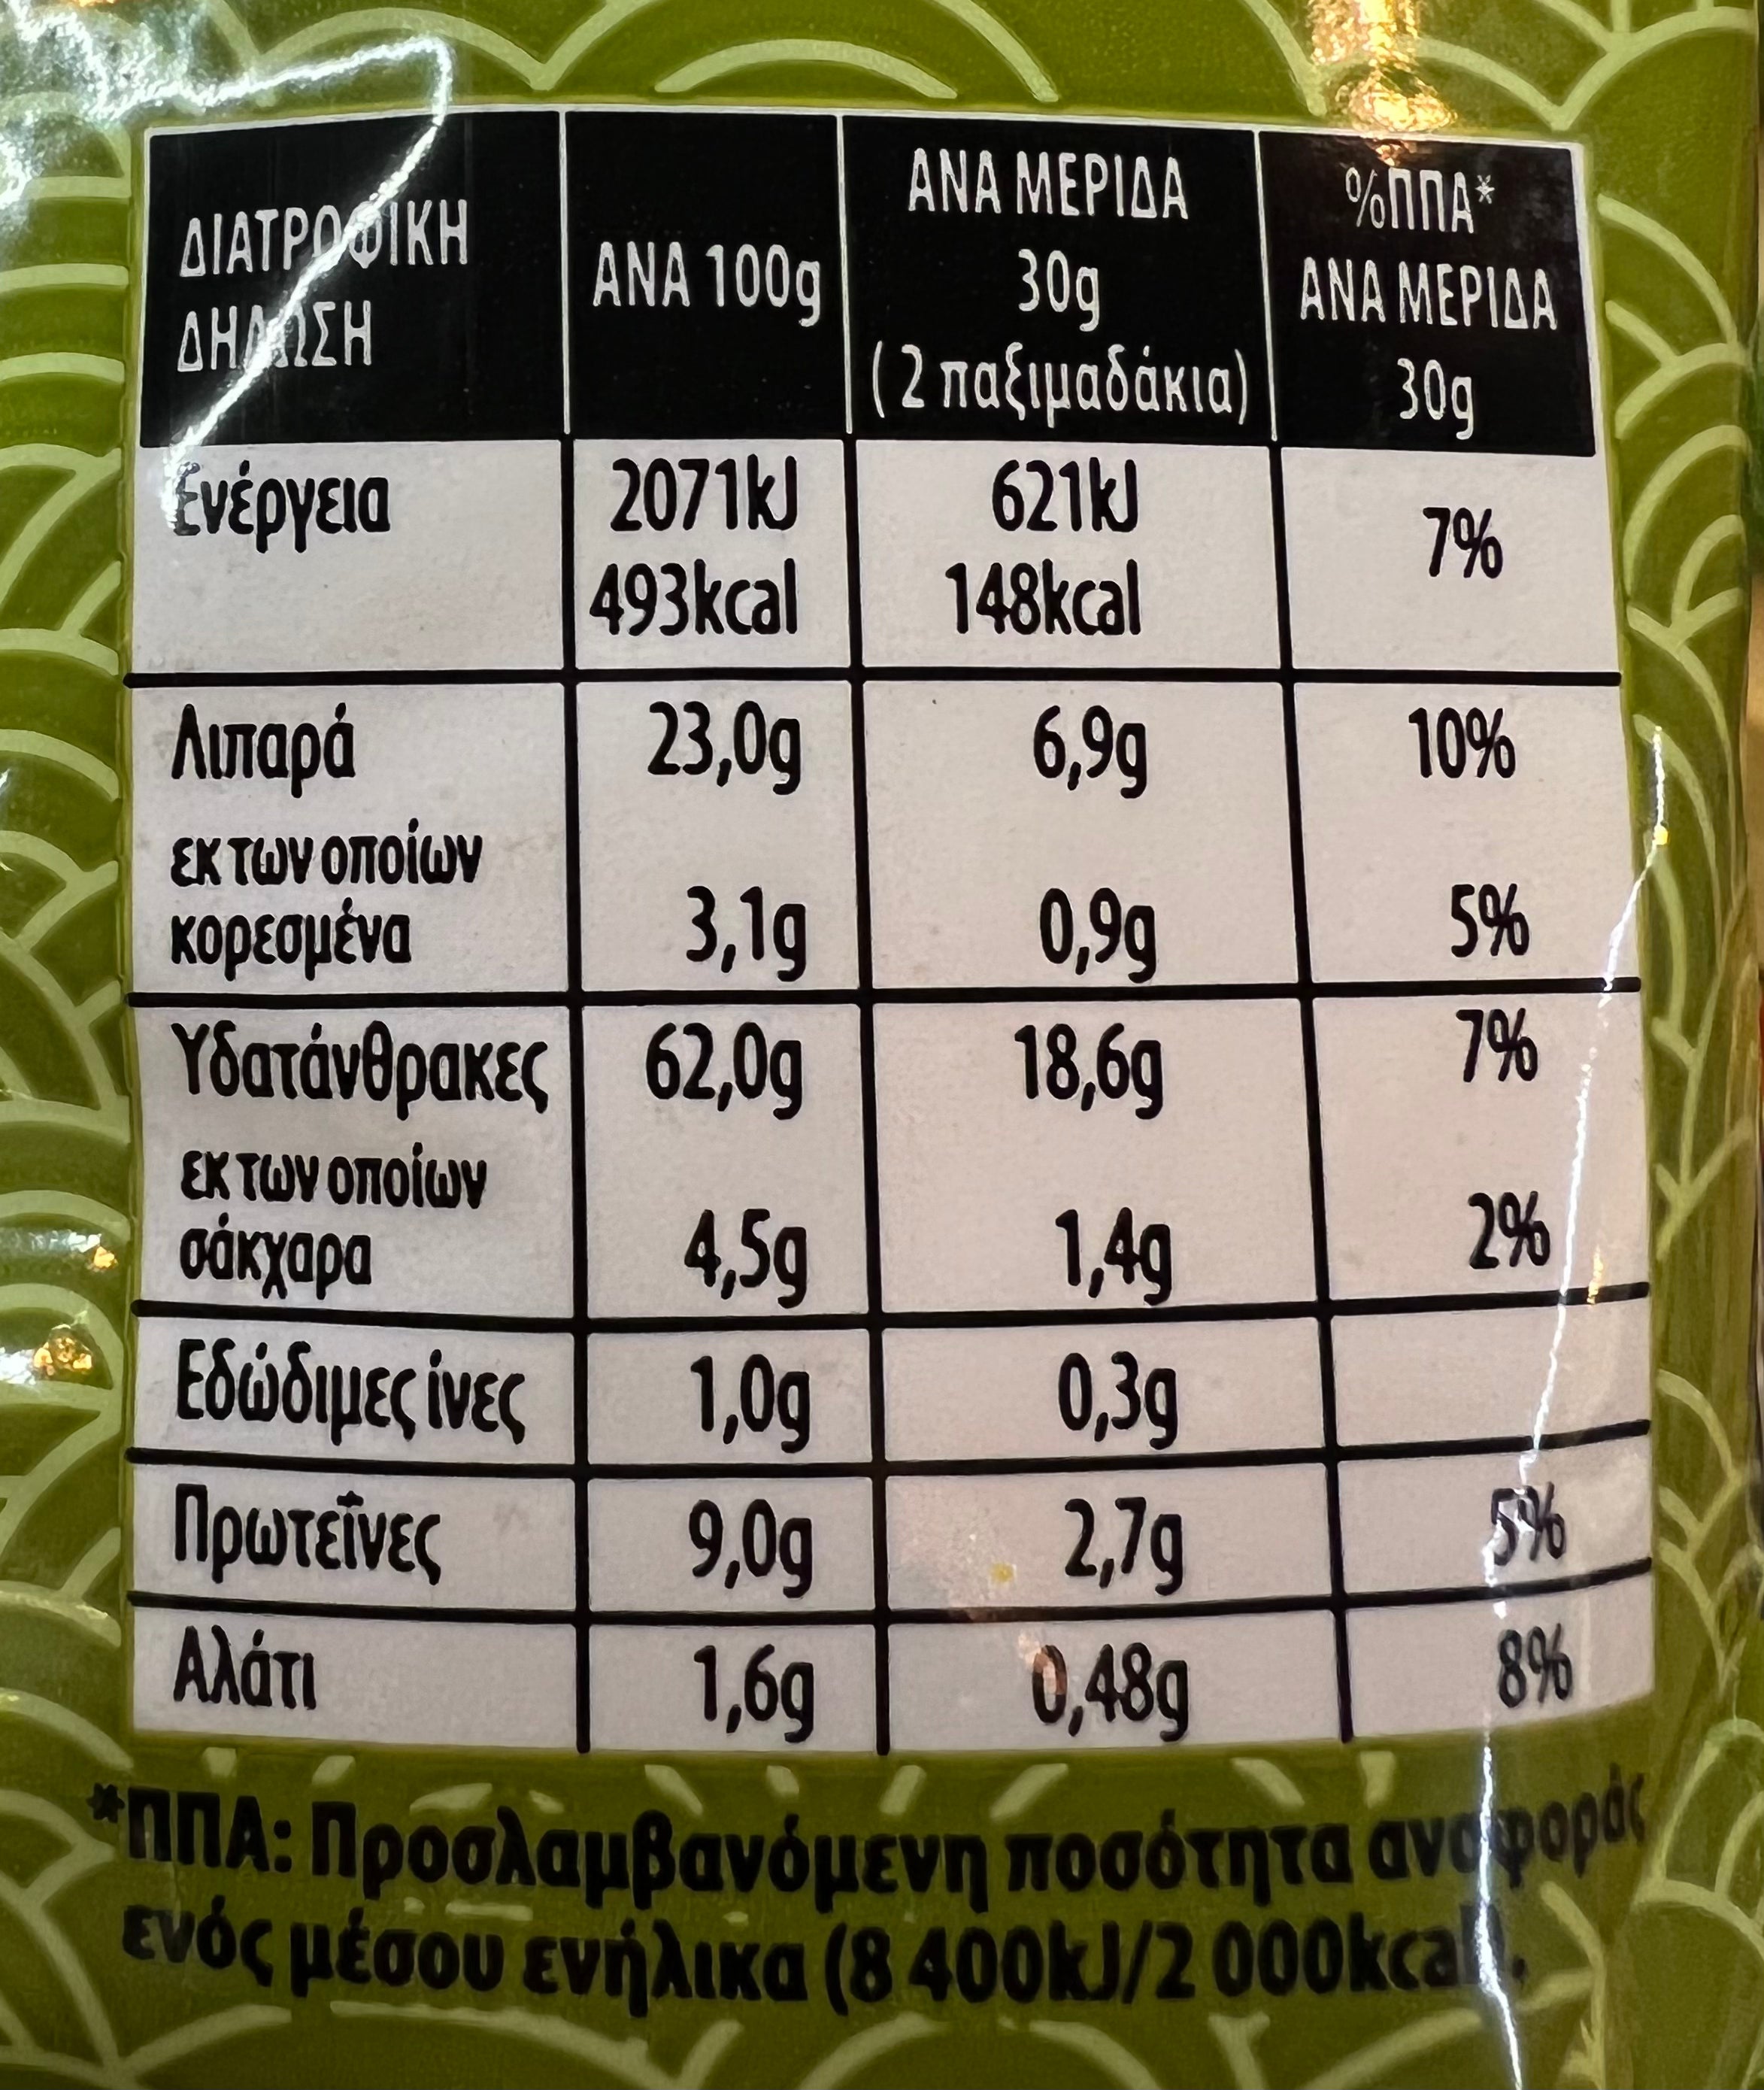 ΔΙΑΤΡΟΦΙΚΗ
ΔΗΛΩΣΗ
ΑΝΑ 100g
ΑΝΑ ΜΕΡΙΔΑ
30g
(2 παξιμαδάκια)
%ΠΠΑ*
ΑΝΑ ΜΕΡΙΔΑ
30g
Ενέργεια 2071kJ 621kJ 7%
493kcal 148kcal
Λιπαρά 23,0g 6,9g 10%
εκ των οποίων
κορεσμένα 3,1g 0,9g 5%
Υδατάνθρακες 62,0g 18,6g 7%
εκ των οποίων
σάκχαρα 4,5g 1,4g 2%
Εδώδιμες ίνες 1,0g 0,3g
Πρωτεΐνες 9,0g 2,7g 5%
Αλάτι 1,6g 0,48g 8%
*ΠΠΑ: Προσλαμβανόμενη ποσότητα αναφοράς
ενός μέσου ενήλικα (8 400kJ/2 000kcal).